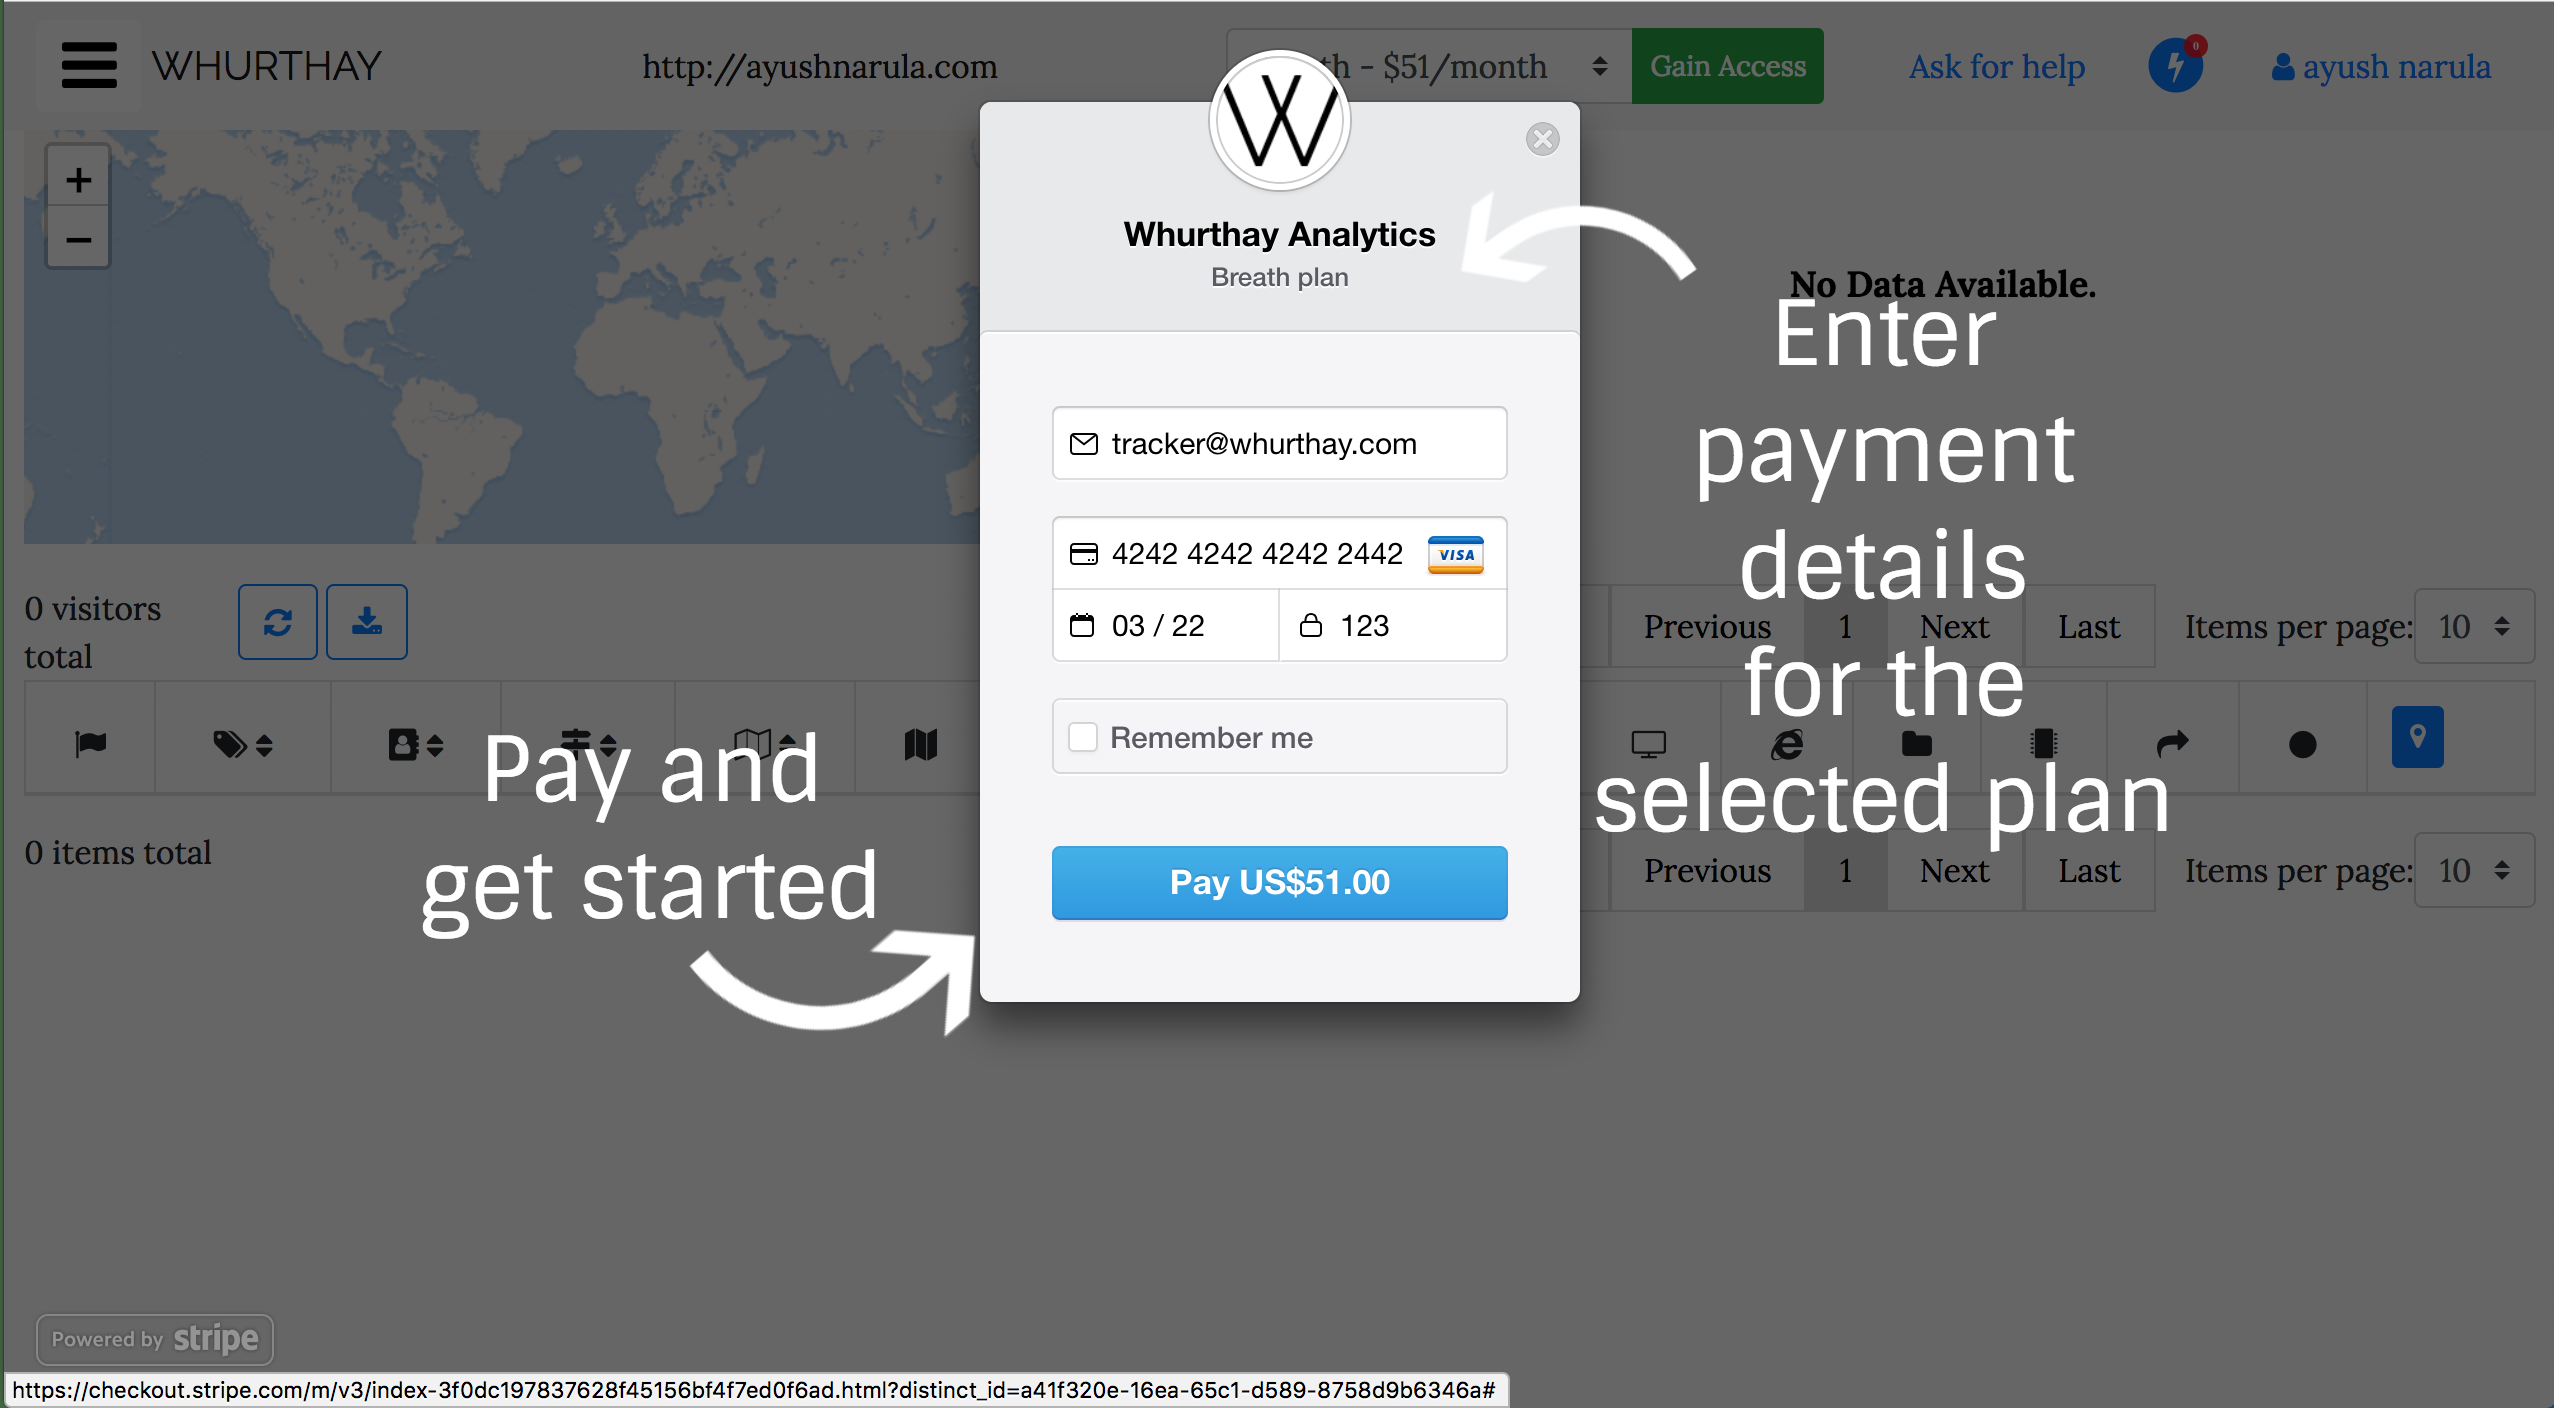 WHURTHAY
http://ayushnarula.com
th - $51/month
Gain Access
Ask for help
0
ayush narula
W
Whurthay Analytics
Breath plan
No Data Available.
Enter
payment
details
for the
selected plan
tracker@whurthay.com
4242 4242 4242 2442
VISA
03 / 22
123
Remember me
Pay US$51.00
Pay and
get started
0 visitors
total
Previous 1 Next Last Items per page: 10
0 items total
Previous 1 Next Last Items per page: 10
Powered by stripe
https://checkout.stripe.com/m/v3/index-3f0dc197837628f45156bf4f7ed0f6ad.html?distinct_id=a41f320e-16ea-65c1-d589-8758d9b6346a#